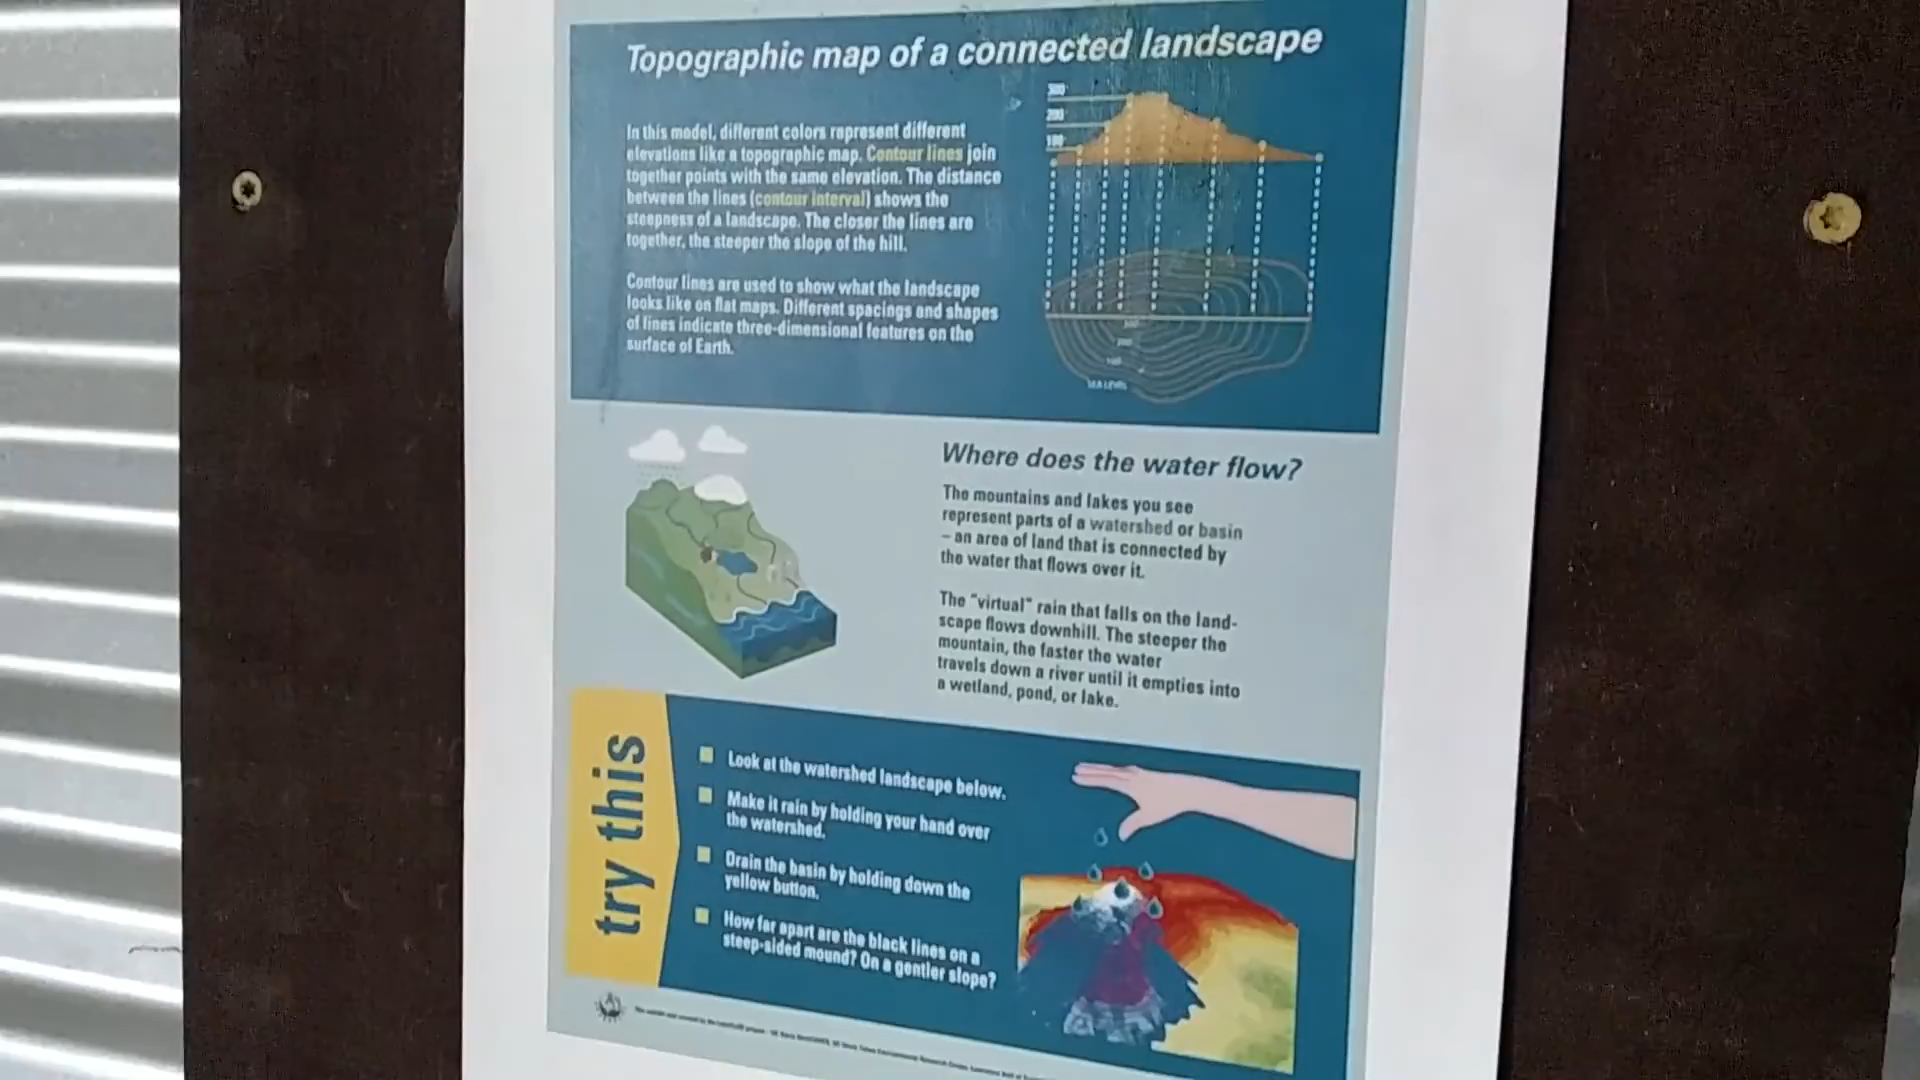 Topographic map of a connected landscape
In this model, different colors represent different
elevations like a topographic map. Contour lines join
together points with the same elevation. The distance
between the lines (contour interval) shows the
steepness of a landscape. The closer the lines are
together, the steeper the slope of the hill.
Contour lines are used to show what the landscape
looks like on flat maps. Different spacings and shapes
of lines indicate three-dimensional features on the
surface of Earth.
300
200
100
300
200
100
SEA LEVEL
Where does the water flow?
The mountains and lakes you see
represent parts of a watershed or basin
– an area of land that is connected by
the water that flows over it.
The "virtual" rain that falls on the land-
scape flows downhill. The steeper the
mountain, the faster the water
travels down a river until it empties into
a wetland, pond, or lake.
try this
Look at the watershed landscape below.
Make it rain by holding your hand over
the watershed.
Drain the basin by holding down the
yellow button.
How far apart are the black lines on a
steep-sided mound? On a gentler slope?